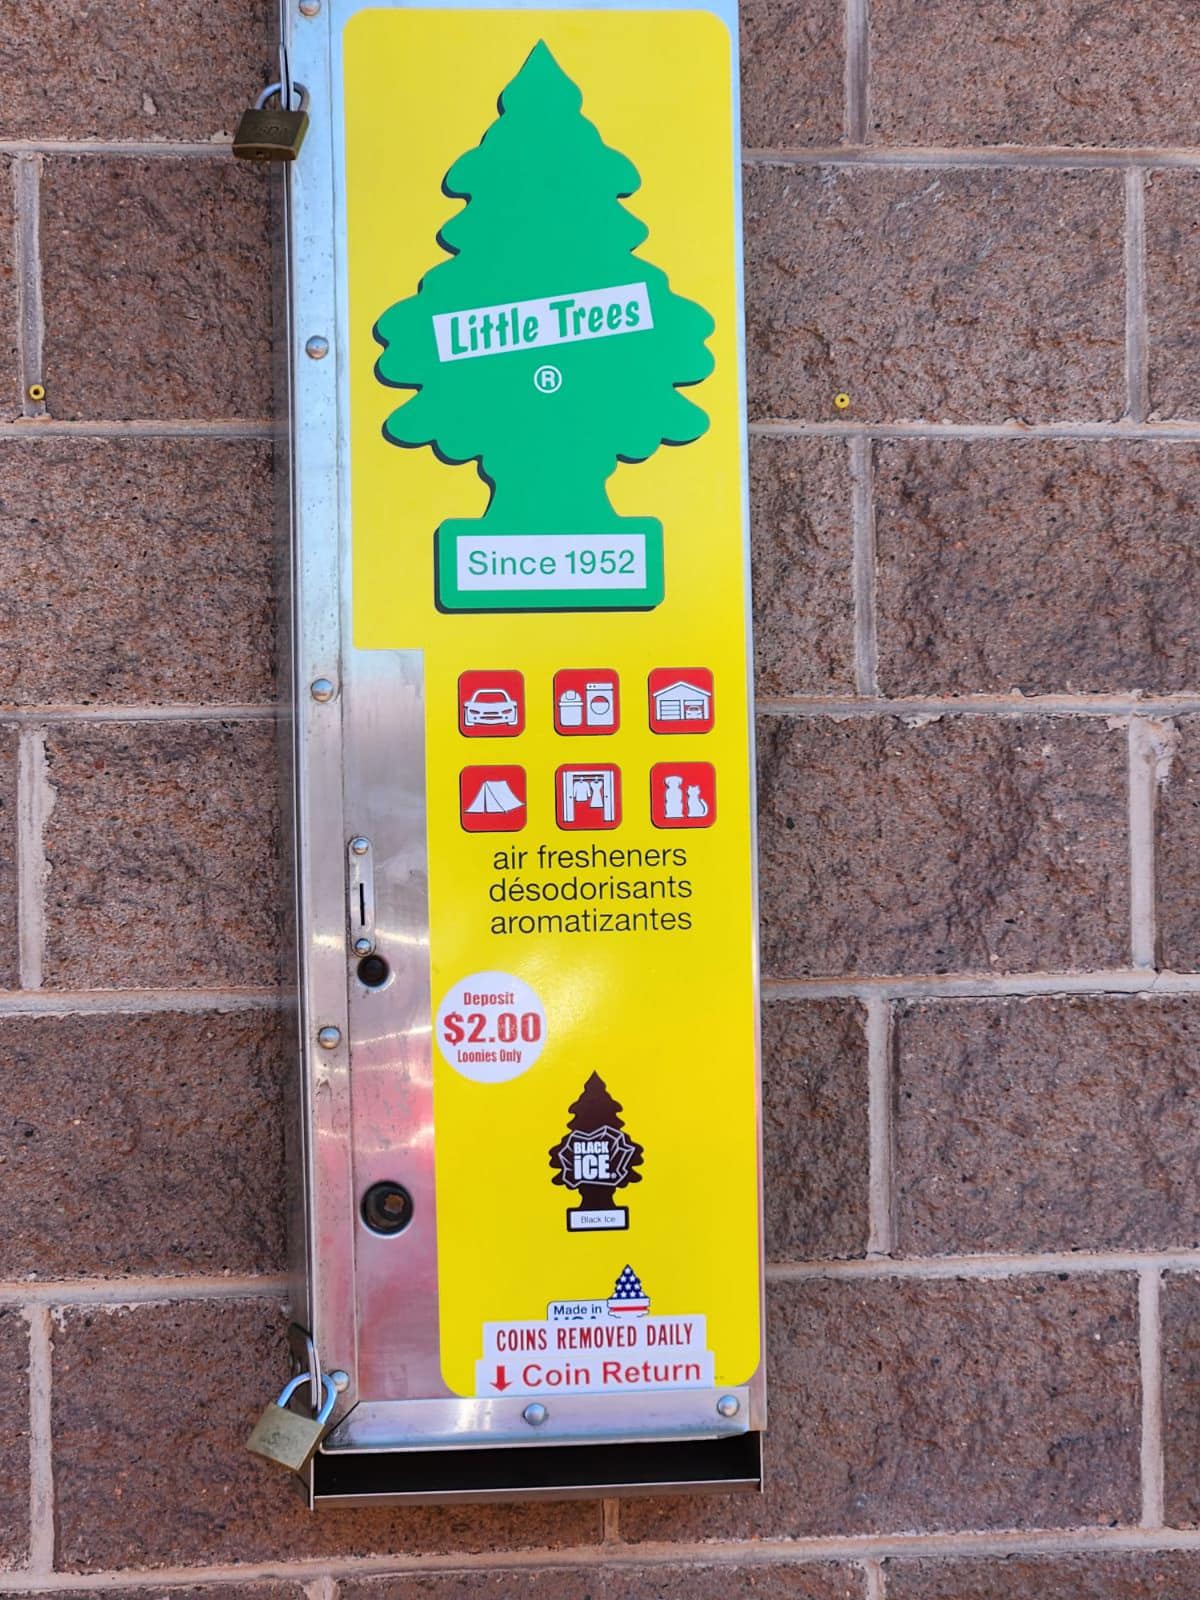 Little Trees
®
Since 1952
air fresheners
désodorisants
aromatizantes
Deposit
$2.00
Loonies Only
BLACK
iCE
Black Ice
Made in
COINS REMOVED DAILY
↓ Coin Return